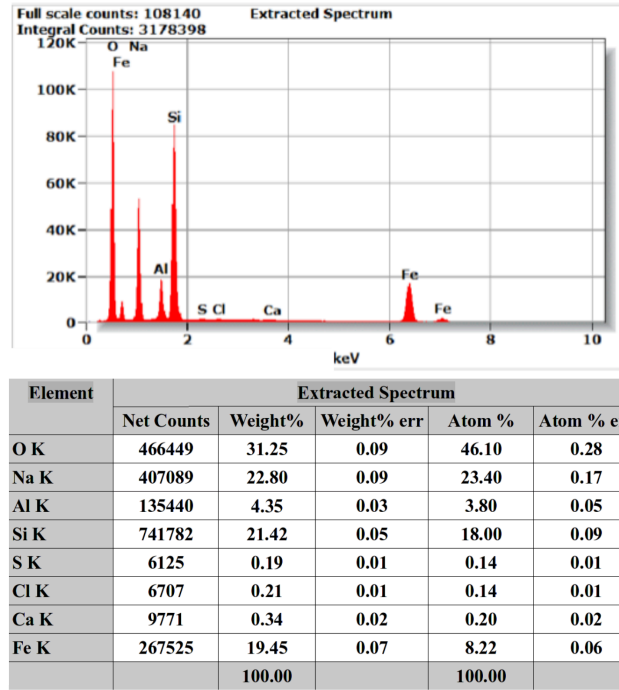 Full scale counts: 108140 Extracted Spectrum
Integral Counts: 3178398
120K
O Na
Fe
100K
Si
80K
60K
40K
Al
Fe
20K
S Cl Ca Fe
0
0 2 4 6 8 10
keV
Element Extracted Spectrum
Net Counts Weight% Weight% err Atom % Atom % e
O K 466449 31.25 0.09 46.10 0.28
Na K 407089 22.80 0.09 23.40 0.17
Al K 135440 4.35 0.03 3.80 0.05
Si K 741782 21.42 0.05 18.00 0.09
S K 6125 0.19 0.01 0.14 0.01
Cl K 6707 0.21 0.01 0.14 0.01
Ca K 9771 0.34 0.02 0.20 0.02
Fe K 267525 19.45 0.07 8.22 0.06
100.00 100.00